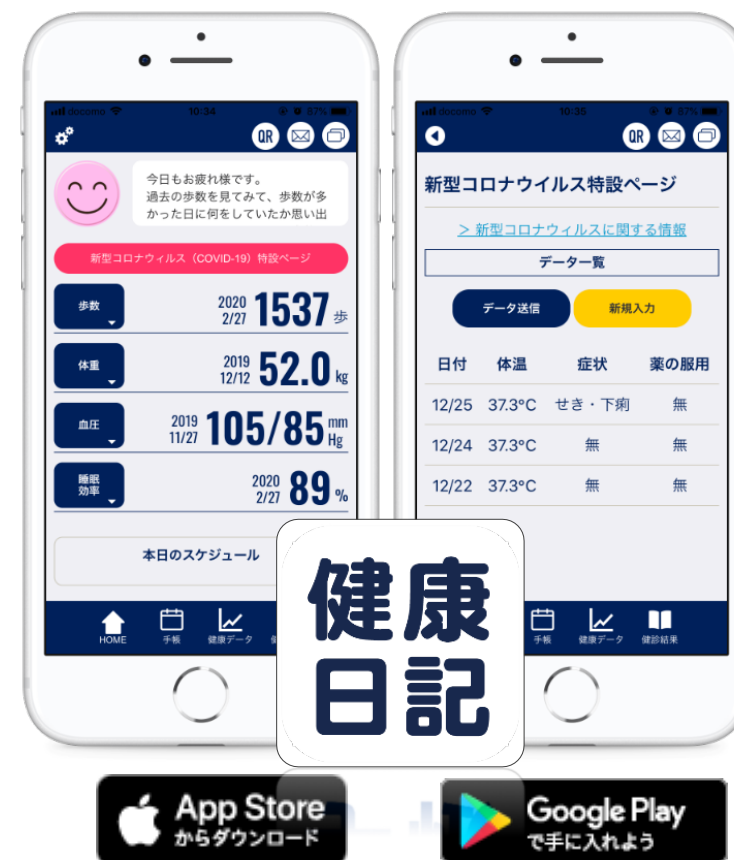 docomo 10:34 87%
QR
今日もお疲れ様です。
過去の歩数を見てみて、歩数が多
かった日に何をしていたか思い出
新型コロナウィルス（COVID-19）特設ページ
歩数 2020 2/27 1537 歩
体重 2019 12/12 52.0 kg
血圧 2019 11/27 105/85 mm Hg
睡眠効率 2020 2/27 89 %
本日のスケジュール
HOME 手帳 健康データ
docomo 10:35 87%
QR
新型コロナウイルス特設ページ
＞新型コロナウィルスに関する情報
データ一覧
データ送信 新規入力
日付 体温 症状 薬の服用
12/25 37.3°C せき・下痢 無
12/24 37.3°C 無 無
12/22 37.3°C 無 無
手帳 健康データ 健診結果
健康
日記
App Store
からダウンロード
Google Play
で手に入れよう